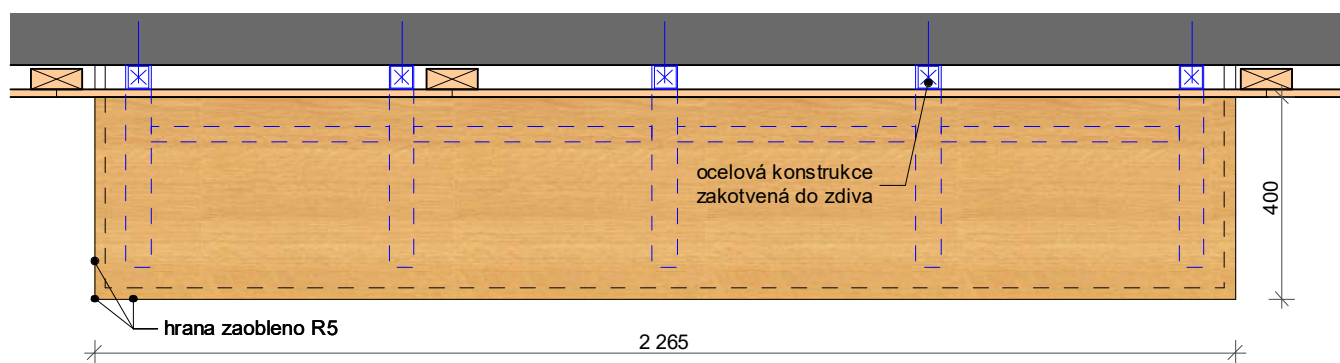 ocelová konstrukce
zakotvená do zdiva
400
hrana zaobleno R5
2 265